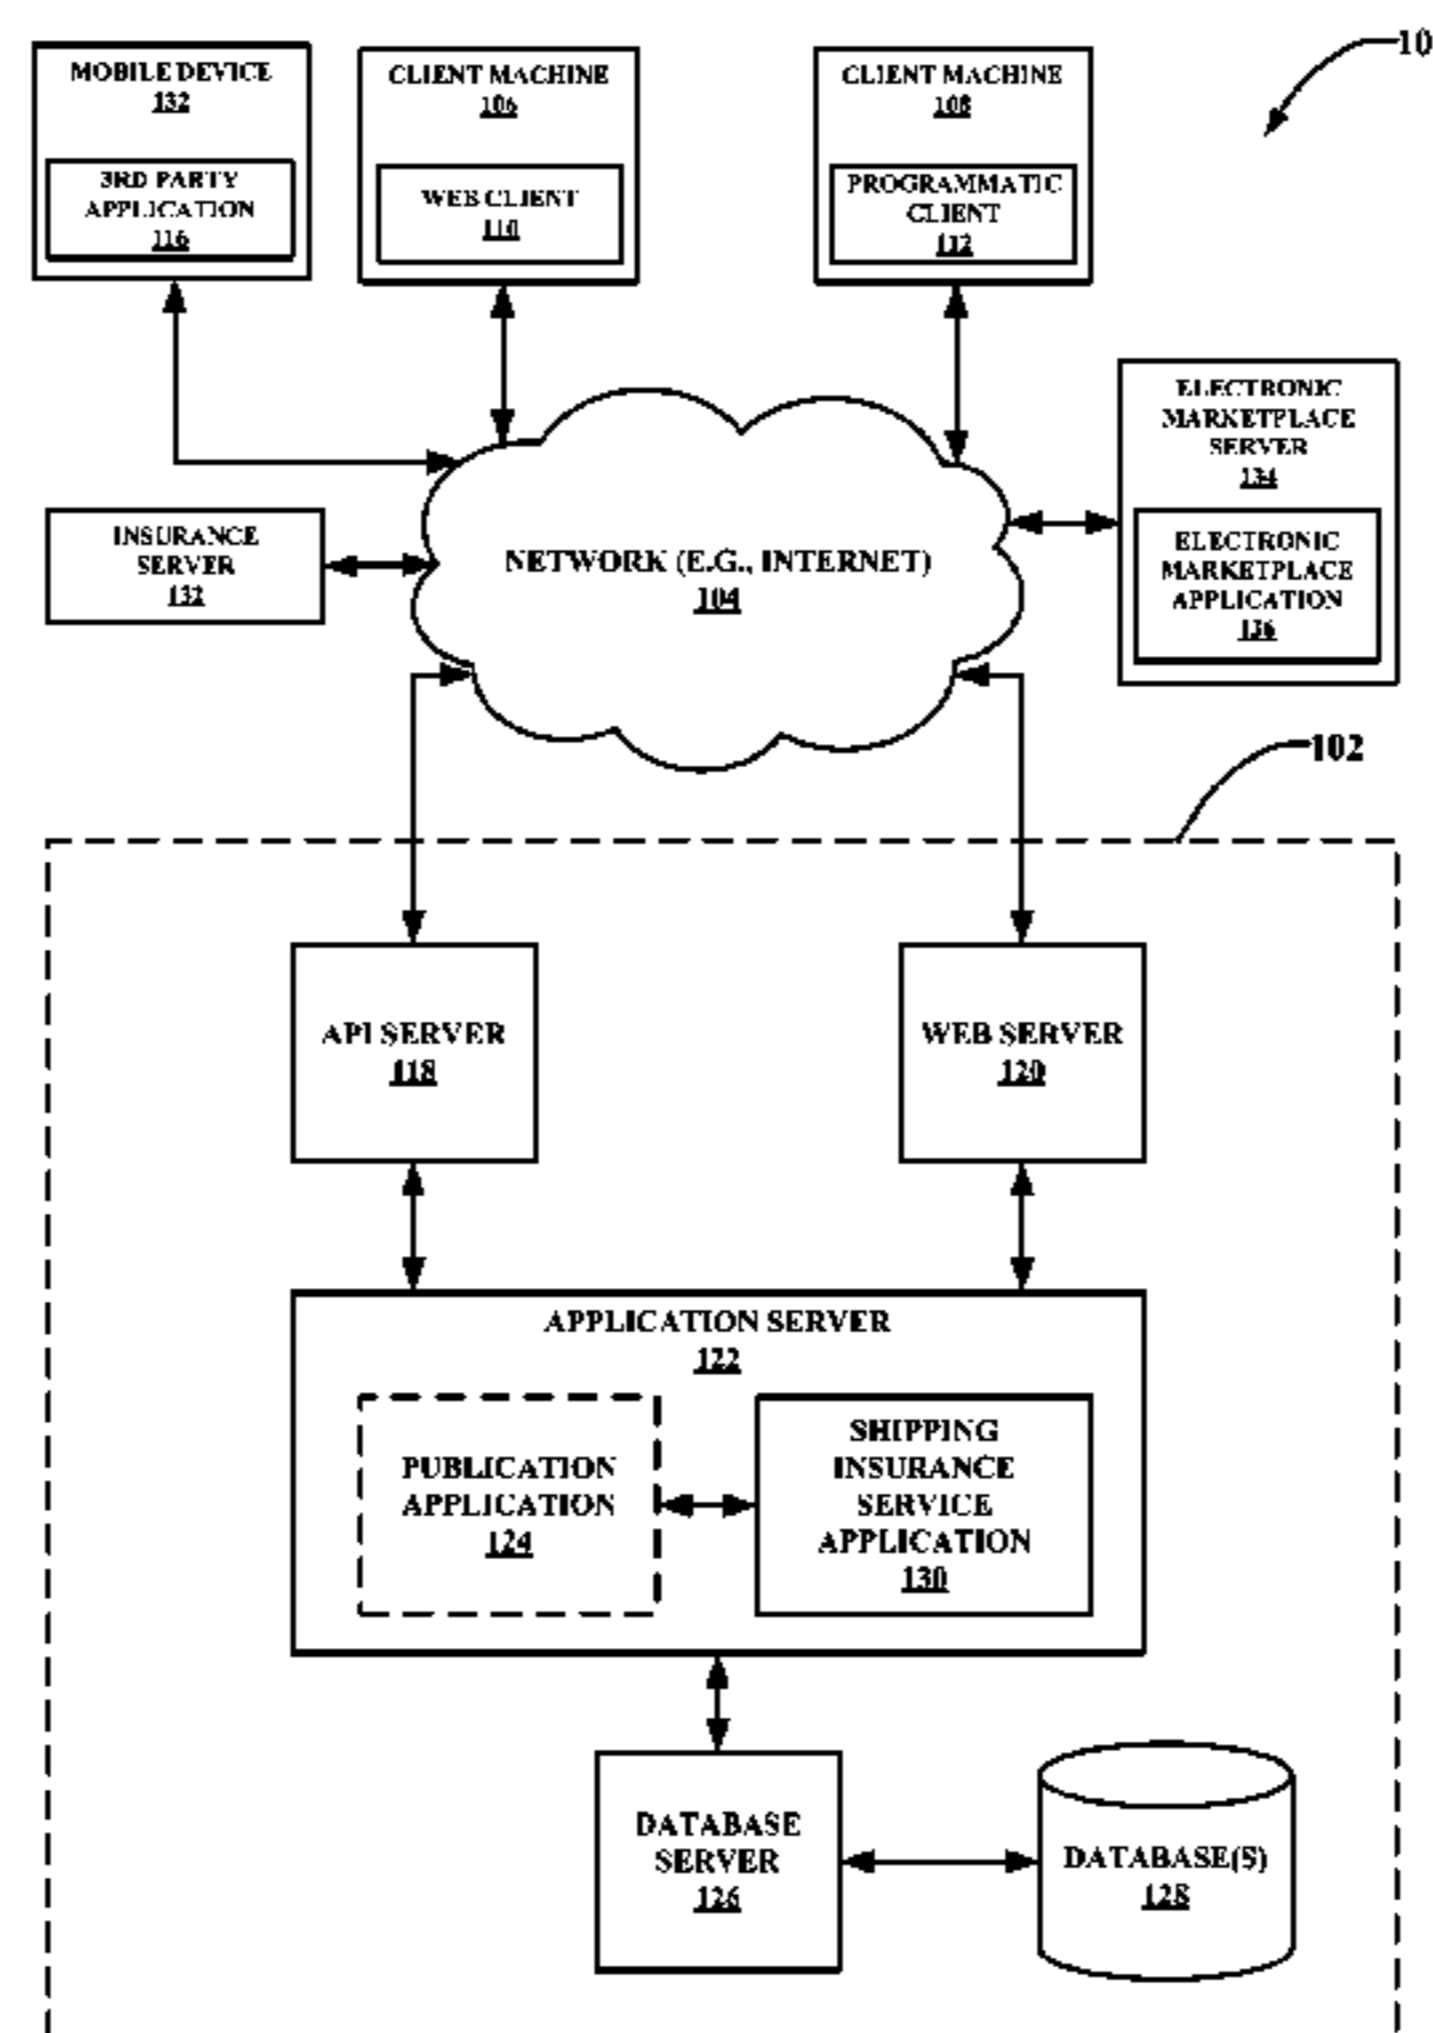 10
MOBILE DEVICE
132
3RD PARTY
APPLICATION
116
CLIENT MACHINE
106
WEB CLIENT
110
CLIENT MACHINE
108
PROGRAMMATIC
CLIENT
112
ELECTRONIC
MARKETPLACE
SERVER
134
ELECTRONIC
MARKETPLACE
APPLICATION
136
INSURANCE
SERVER
132
NETWORK (E.G., INTERNET)
104
102
API SERVER
118
WEB SERVER
120
APPLICATION SERVER
122
PUBLICATION
APPLICATION
124
SHIPPING
INSURANCE
SERVICE
APPLICATION
130
DATABASE
SERVER
126
DATABASE(S)
128